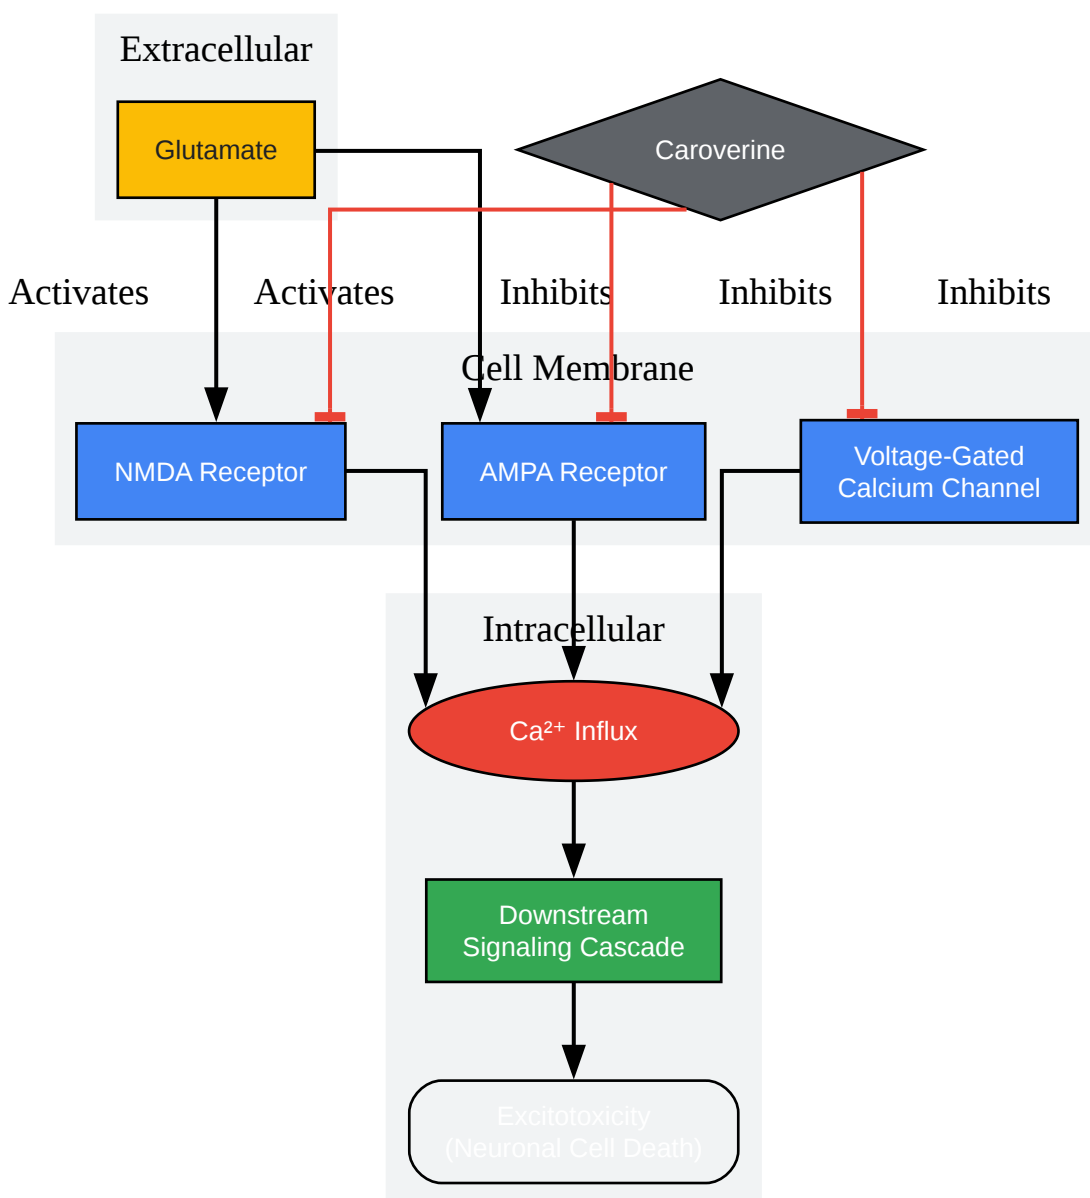 Extracellular
Glutamate
Caroverine
Activates
Activates
Inhibits
Inhibits
Inhibits
Cell Membrane
NMDA Receptor
AMPA Receptor
Voltage-Gated
Calcium Channel
Intracellular
Ca²⁺ Influx
Downstream
Signaling Cascade
Excitotoxicity
(Neuronal Cell Death)